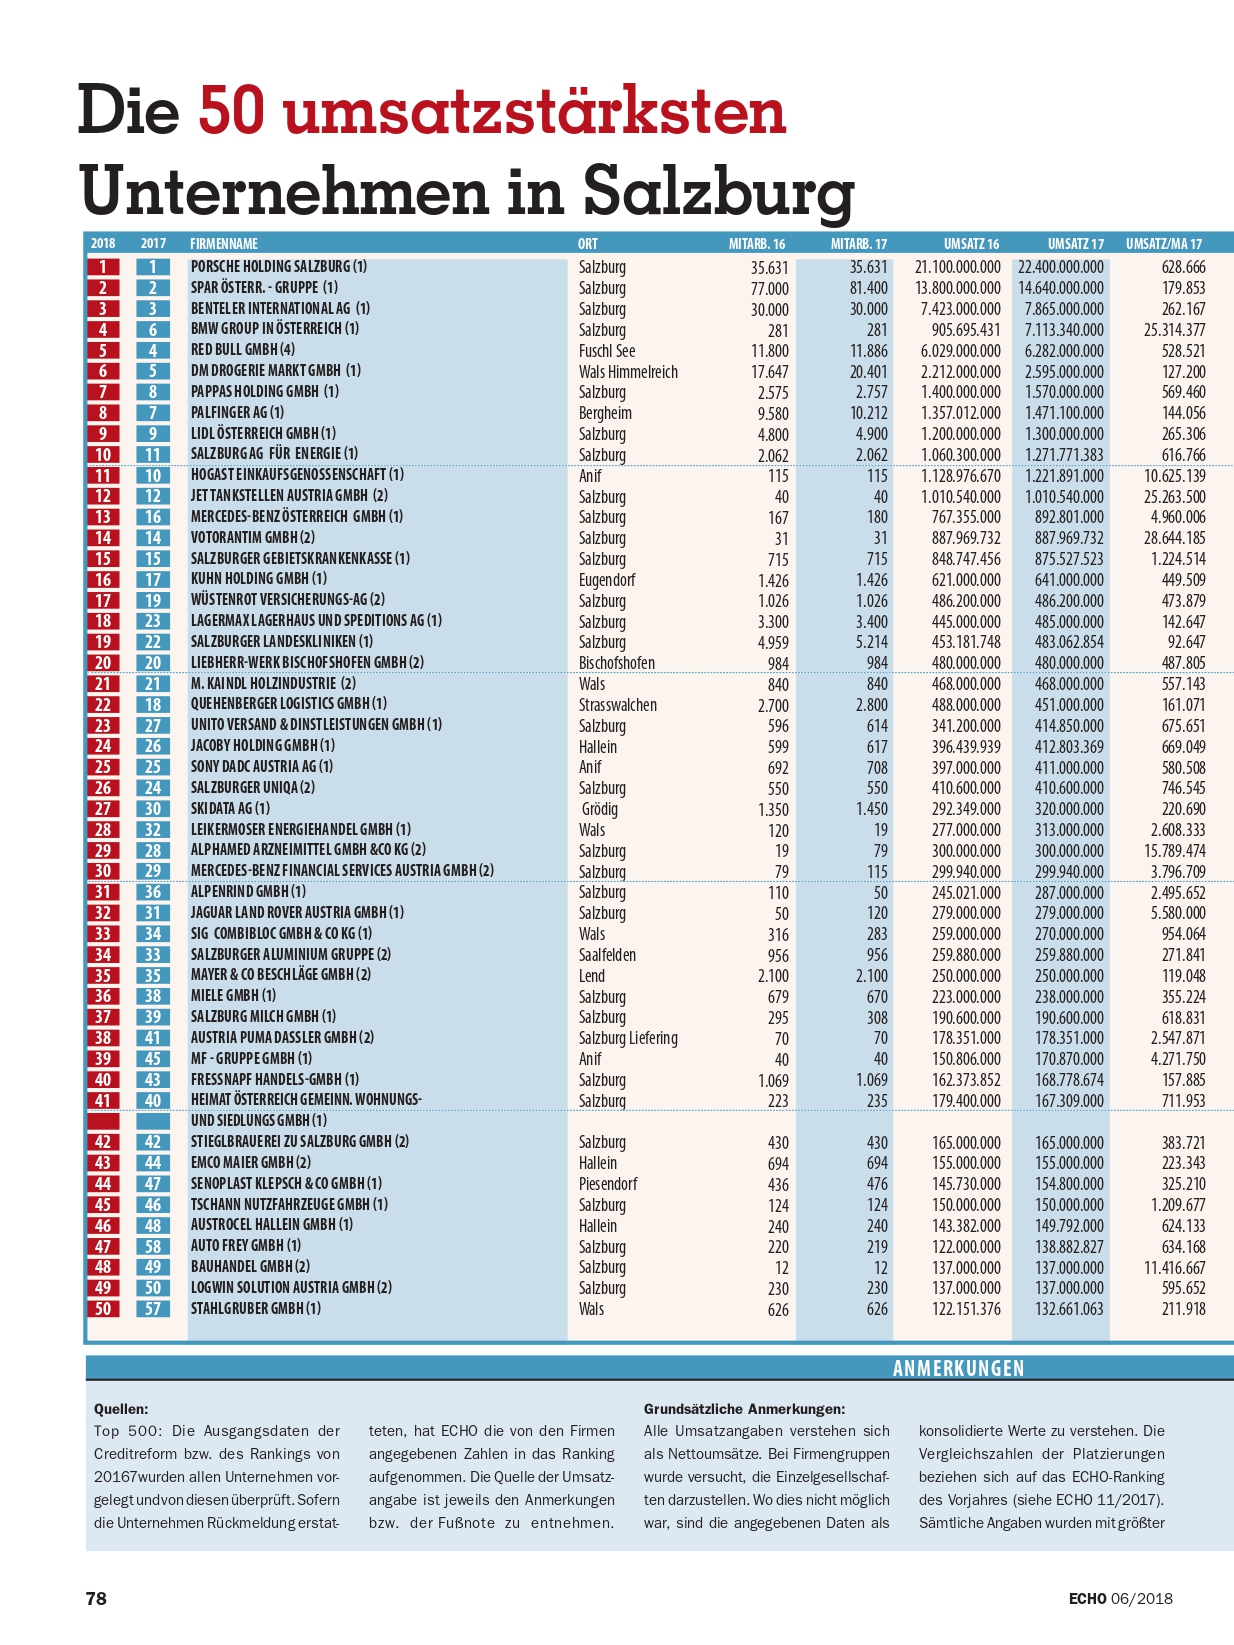 Die 50 umsatzstärksten
Unternehmen in Salzburg
2018 2017 FIRMENNAME ORT MITARB. 16 MITARB. 17 UMSATZ 16 UMSATZ 17 UMSATZ/MA 17
1 1 PORSCHE HOLDING SALZBURG (1) Salzburg 35.631 35.631 21.100.000.000 22.400.000.000 628.666
2 2 SPAR ÖSTERR. - GRUPPE (1) Salzburg 77.000 81.400 13.800.000.000 14.640.000.000 179.853
3 3 BENTELER INTERNATIONAL AG (1) Salzburg 30.000 30.000 7.423.000.000 7.865.000.000 262.167
4 6 BMW GROUP IN ÖSTERREICH (1) Salzburg 281 281 905.695.431 7.113.340.000 25.314.377
5 4 RED BULL GMBH (4) Fuschl See 11.800 11.886 6.029.000.000 6.282.000.000 528.521
6 5 DM DROGERIE MARKT GMBH (1) Wals Himmelreich 17.647 20.401 2.212.000.000 2.595.000.000 127.200
7 8 PAPPAS HOLDING GMBH (1) Salzburg 2.575 2.757 1.400.000.000 1.570.000.000 569.460
8 7 PALFINGER AG (1) Bergheim 9.580 10.212 1.357.012.000 1.471.100.000 144.056
9 9 LIDL ÖSTERREICH GMBH (1) Salzburg 4.800 4.900 1.200.000.000 1.300.000.000 265.306
10 11 SALZBURG AG FÜR ENERGIE (1) Salzburg 2.062 2.062 1.060.300.000 1.271.771.383 616.766
11 10 HOGAST EINKAUFSGENOSSENSCHAFT (1) Anif 115 115 1.128.976.670 1.221.891.000 10.625.139
12 12 JET TANKSTELLEN AUSTRIA GMBH (2) Salzburg 40 40 1.010.540.000 1.010.540.000 25.263.500
13 16 MERCEDES-BENZ ÖSTERREICH GMBH (1) Salzburg 167 180 767.355.000 892.801.000 4.960.006
14 14 VOTORANTIM GMBH (2) Salzburg 31 31 887.969.732 887.969.732 28.644.185
15 15 SALZBURGER GEBIETSKRANKENKASSE (1) Salzburg 715 715 848.747.456 875.527.523 1.224.514
16 17 KUHN HOLDING GMBH (1) Eugendorf 1.426 1.426 621.000.000 641.000.000 449.509
17 19 WÜSTENROT VERSICHERUNGS-AG (2) Salzburg 1.026 1.026 486.200.000 486.200.000 473.879
18 23 LAGERMAX LAGERHAUS UND SPEDITIONS AG (1) Salzburg 3.300 3.400 445.000.000 485.000.000 142.647
19 22 SALZBURGER LANDESKLINIKEN (1) Salzburg 4.959 5.214 453.181.748 483.062.854 92.647
20 20 LIEBHERR-WERK BISCHOFSHOFEN GMBH (2) Bischofshofen 984 984 480.000.000 480.000.000 487.805
21 21 M. KAINDL HOLZINDUSTRIE (2) Wals 840 840 468.000.000 468.000.000 557.143
22 18 QUEHENBERGER LOGISTICS GMBH (1) Strasswalchen 2.700 2.800 488.000.000 451.000.000 161.071
23 27 UNITO VERSAND & DINSTLEISTUNGEN GMBH (1) Salzburg 596 614 341.200.000 414.850.000 675.651
24 26 JACOBY HOLDING GMBH (1) Hallein 599 617 396.439.939 412.803.369 669.049
25 25 SONY DADC AUSTRIA AG (1) Anif 692 708 397.000.000 411.000.000 580.508
26 24 SALZBURGER UNIQA (2) Salzburg 550 550 410.600.000 410.600.000 746.545
27 30 SKIDATA AG (1) Grödig 1.350 1.450 292.349.000 320.000.000 220.690
28 32 LEIKERMOSER ENERGIEHANDEL GMBH (1) Wals 120 19 277.000.000 313.000.000 2.608.333
29 28 ALPHAMED ARZNEIMITTEL GMBH &CO KG (2) Salzburg 19 79 300.000.000 300.000.000 15.789.474
30 29 MERCEDES-BENZ FINANCIAL SERVICES AUSTRIA GMBH (2) Salzburg 79 115 299.940.000 299.940.000 3.796.709
31 36 ALPENRIND GMBH (1) Salzburg 110 50 245.021.000 287.000.000 2.495.652
32 31 JAGUAR LAND ROVER AUSTRIA GMBH (1) Salzburg 50 120 279.000.000 279.000.000 5.580.000
33 34 SIG COMBIBLOC GMBH & CO KG (1) Wals 316 283 259.000.000 270.000.000 954.064
34 33 SALZBURGER ALUMINIUM GRUPPE (2) Saalfelden 956 956 259.880.000 259.880.000 271.841
35 35 MAYER & CO BESCHLÄGE GMBH (2) Lend 2.100 2.100 250.000.000 250.000.000 119.048
36 38 MIELE GMBH (1) Salzburg 679 670 223.000.000 238.000.000 355.224
37 39 SALZBURG MILCH GMBH (1) Salzburg 295 308 190.600.000 190.600.000 618.831
38 41 AUSTRIA PUMA DASSLER GMBH (2) Salzburg Liefering 70 70 178.351.000 178.351.000 2.547.871
39 45 MF - GRUPPE GMBH (1) Anif 40 40 150.806.000 170.870.000 4.271.750
40 43 FRESSNAPF HANDELS-GMBH (1) Salzburg 1.069 1.069 162.373.852 168.778.674 157.885
41 40 HEIMAT ÖSTERREICH GEMEINN. WOHNUNGS- Salzburg 223 235 179.400.000 167.309.000 711.953
UND SIEDLUNGS GMBH (1)
42 42 STIEGLBRAUEREI ZU SALZBURG GMBH (2) Salzburg 430 430 165.000.000 165.000.000 383.721
43 44 EMCO MAIER GMBH (2) Hallein 694 694 155.000.000 155.000.000 223.343
44 47 SENOPLAST KLEPSCH & CO GMBH (1) Piesendorf 436 476 145.730.000 154.800.000 325.210
45 46 TSCHANN NUTZFAHRZEUGE GMBH (1) Salzburg 124 124 150.000.000 150.000.000 1.209.677
46 48 AUSTROCEL HALLEIN GMBH (1) Hallein 240 240 143.382.000 149.792.000 624.133
47 58 AUTO FREY GMBH (1) Salzburg 220 219 122.000.000 138.882.827 634.168
48 49 BAUHANDEL GMBH (2) Salzburg 12 12 137.000.000 137.000.000 11.416.667
49 50 LOGWIN SOLUTION AUSTRIA GMBH (2) Salzburg 230 230 137.000.000 137.000.000 595.652
50 57 STAHLGRUBER GMBH (1) Wals 626 626 122.151.376 132.661.063 211.918
ANMERKUNGEN
Quellen:
Top 500: Die Ausgangsdaten der
Creditreform bzw. des Rankings von
20167wurden allen Unternehmen vor-
gelegt und von diesen überprüft. Sofern
die Unternehmen Rückmeldung erstat-
teten, hat ECHO die von den Firmen
angegebenen Zahlen in das Ranking
aufgenommen. Die Quelle der Umsatz-
angabe ist jeweils den Anmerkungen
bzw. der Fußnote zu entnehmen.
Grundsätzliche Anmerkungen:
Alle Umsatzangaben verstehen sich
als Nettoumsätze. Bei Firmengruppen
wurde versucht, die Einzelgesellschaf-
ten darzustellen. Wo dies nicht möglich
war, sind die angegebenen Daten als
konsolidierte Werte zu verstehen. Die
Vergleichszahlen der Platzierungen
beziehen sich auf das ECHO-Ranking
des Vorjahres (siehe ECHO 11/2017).
Sämtliche Angaben wurden mit größter
78
ECHO 06/2018